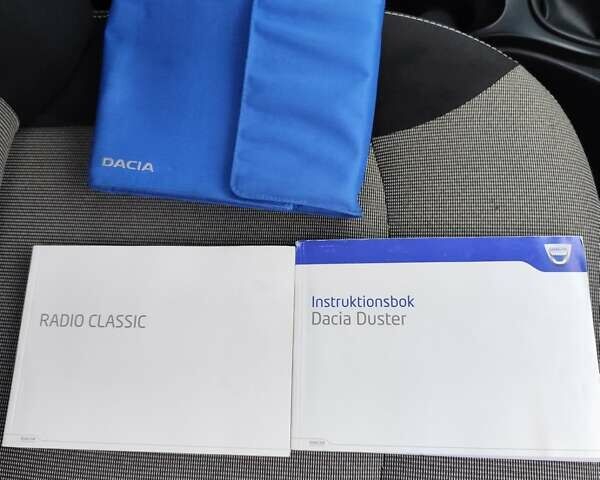 DACIA
RADIO CLASSIC
Instruktionsbok
Dacia Duster